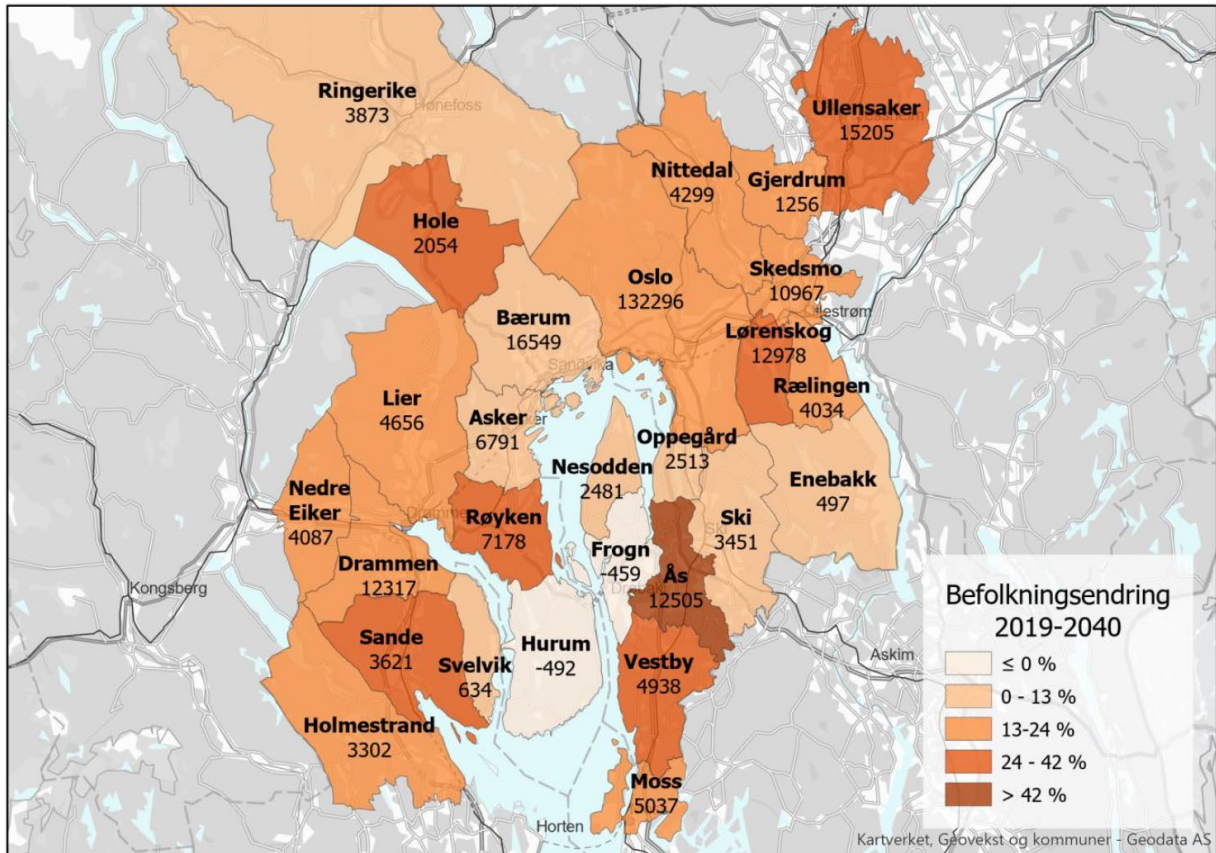 Ringerike
3873
Hønefoss
Ullensaker
15205
Jessheim
Nittedal
4299
Gjerdrum
1256
Hole
2054
Oslo
132296
Skedsmo
10967
Lillestrøm
Bærum
16549
Sandvika
Lørenskog
12978
Rælingen
4034
Lier
4656
Asker
6791
Oppegård
2513
Nesodden
2481
Enebakk
497
Nedre
Eiker
4087
Røyken
7178
Ski
3451
Ski
Frogn
-459
Ås
12505
Drammen
12317
Kongsberg
Sande
3621
Svelvik
634
Hurum
-492
Vestby
4938
Askim
Holmestrand
3302
Moss
5037
Horten
Befolkningsendring
2019-2040
≤ 0 %
0 - 13 %
13-24 %
24 - 42 %
> 42 %
Kartverket, Geovekst og kommuner - Geodata AS